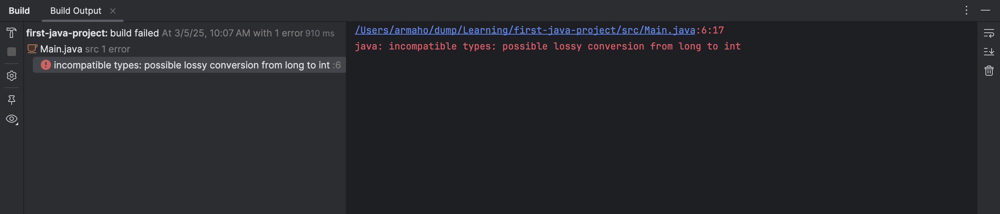 Build Build Output
first-java-project: build failed At 3/5/25, 10:07 AM with 1 error 910 ms
Main.java src 1 error
incompatible types: possible lossy conversion from long to int :6
/Users/armaho/dump/Learning/first-java-project/src/Main.java:6:17
java: incompatible types: possible lossy conversion from long to int